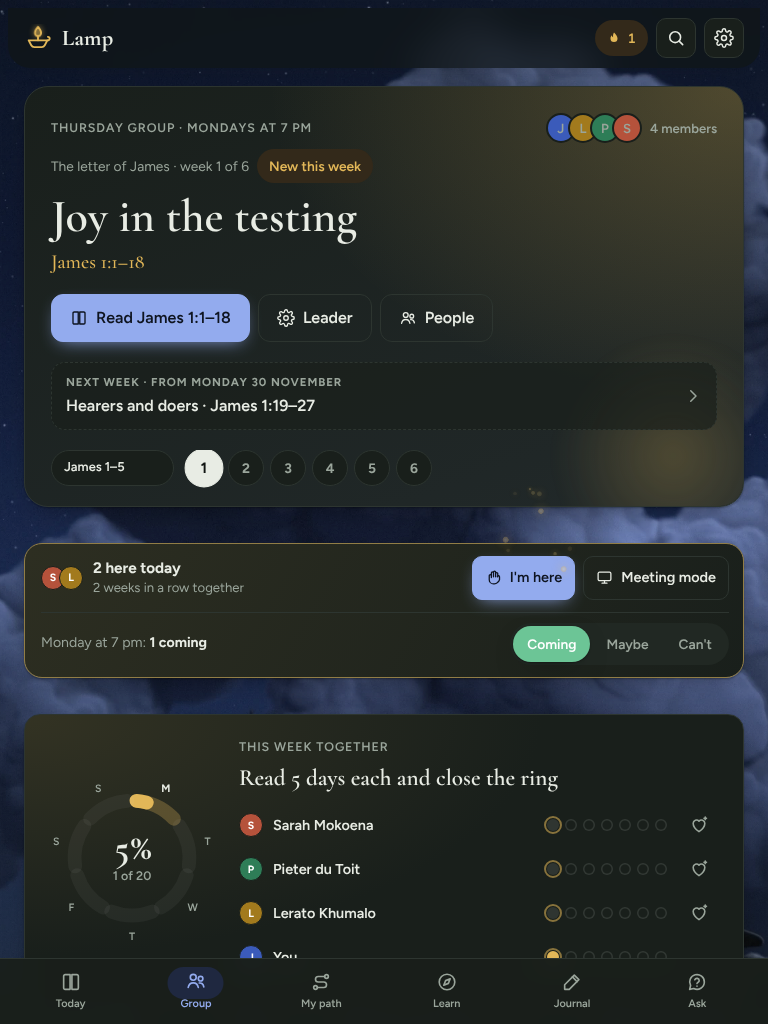 Lamp
1
THURSDAY GROUP · MONDAYS AT 7 PM
J L P S 4 members
The letter of James · week 1 of 6 New this week
Joy in the testing
James 1:1–18
Read James 1:1–18 Leader People
NEXT WEEK · FROM MONDAY 30 NOVEMBER
Hearers and doers · James 1:19–27
James 1–5 1 2 3 4 5 6
S L 2 here today
2 weeks in a row together
I'm here Meeting mode
Monday at 7 pm: 1 coming
Coming Maybe Can't
THIS WEEK TOGETHER
Read 5 days each and close the ring
S M
S T
F W
T
5%
1 of 20
S Sarah Mokoena
P Pieter du Toit
L Lerato Khumalo
J You
Today Group My path Learn Journal Ask